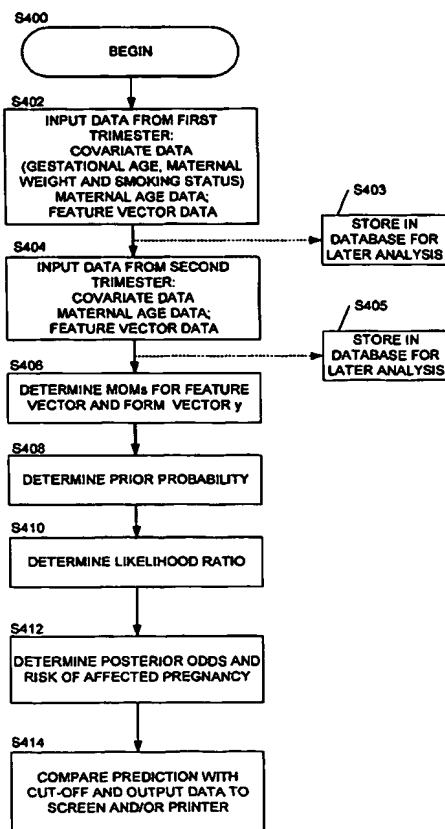 S400
BEGIN
S402
INPUT DATA FROM FIRST
TRIMESTER:
COVARIATE DATA
(GESTATIONAL AGE, MATERNAL
WEIGHT AND SMOKING STATUS)
MATERNAL AGE DATA;
FEATURE VECTOR DATA
S403
STORE IN
DATABASE FOR
LATER ANALYSIS
S404
INPUT DATA FROM SECOND
TRIMESTER:
COVARIATE DATA
MATERNAL AGE DATA;
FEATURE VECTOR DATA
S405
STORE IN
DATABASE FOR
LATER ANALYSIS
S406
DETERMINE MOMs FOR FEATURE
VECTOR AND FORM VECTOR y
S408
DETERMINE PRIOR PROBABILITY
S410
DETERMINE LIKELIHOOD RATIO
S412
DETERMINE POSTERIOR ODDS AND
RISK OF AFFECTED PREGNANCY
S414
COMPARE PREDICTION WITH
CUT-OFF AND OUTPUT DATA TO
SCREEN AND/OR PRINTER